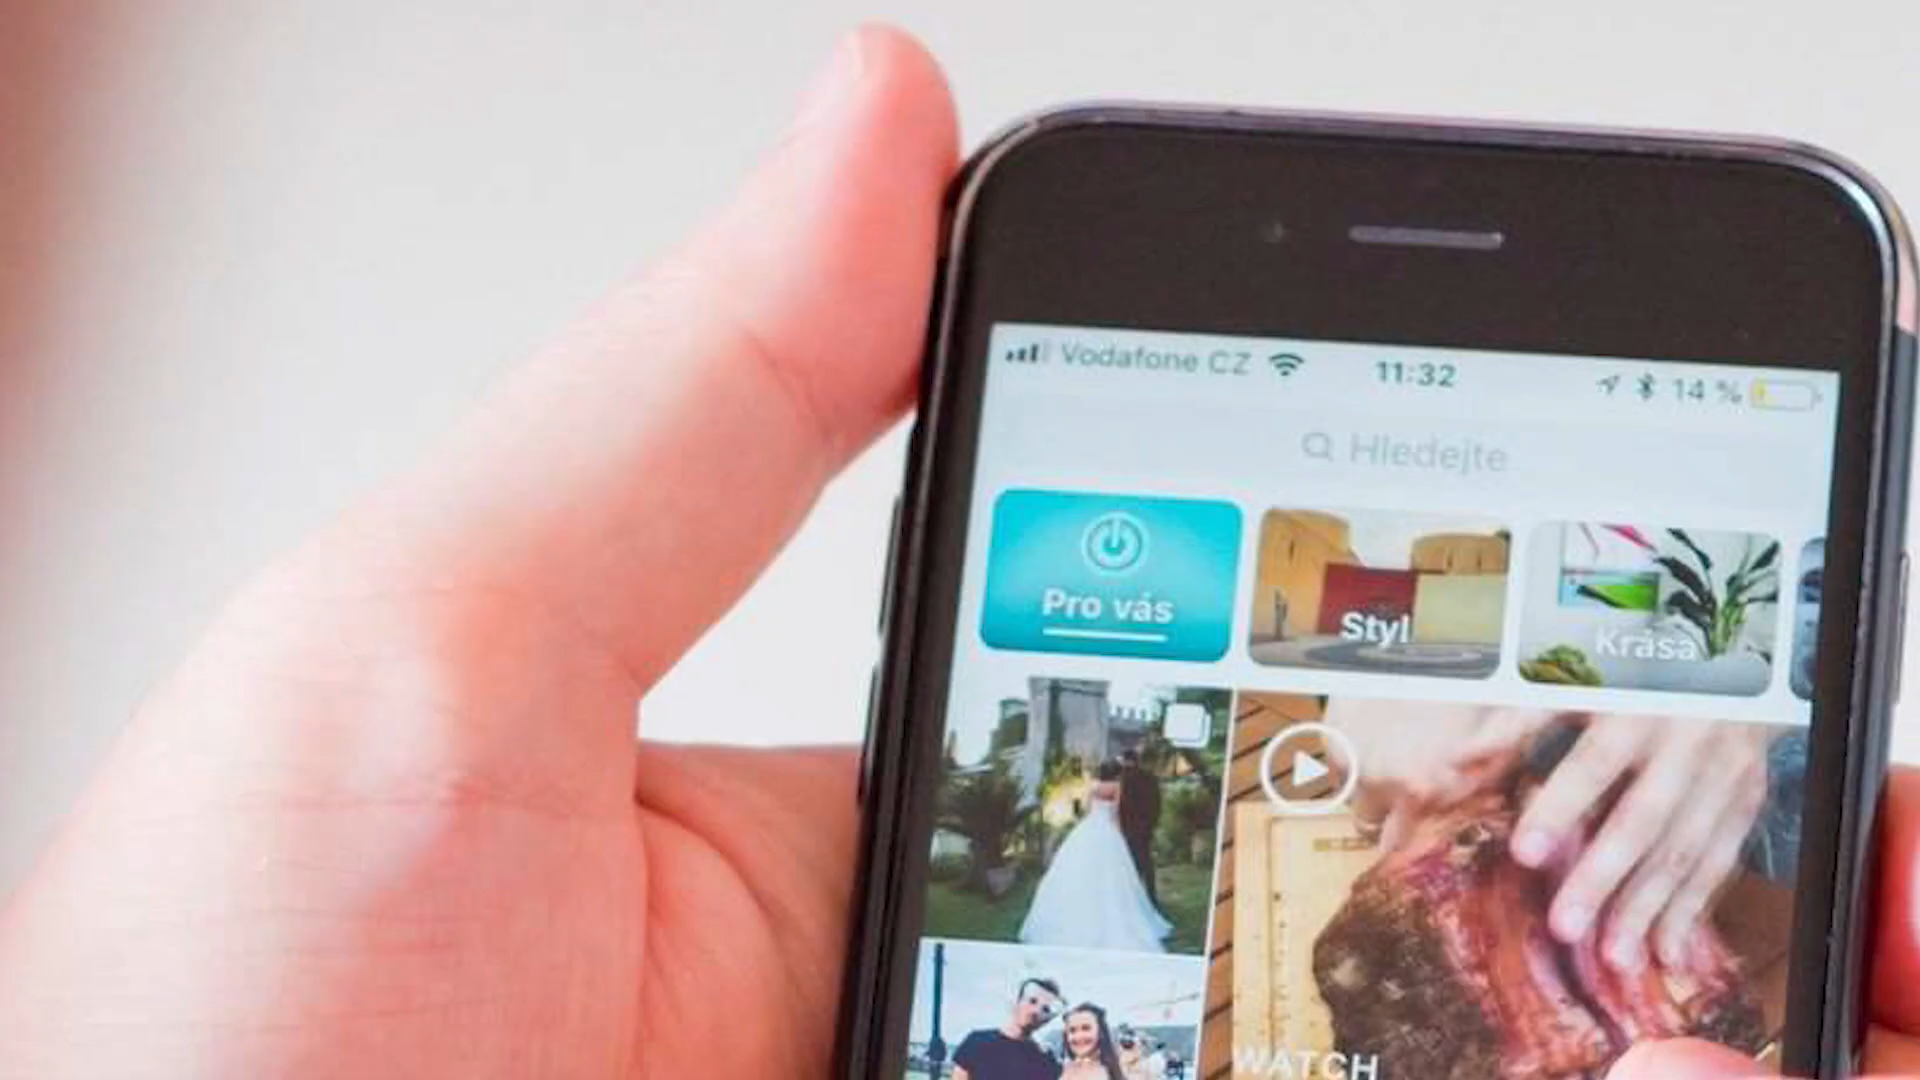 Vodafone CZ 11:32 14 %
Hledejte
Pro vás
Styl
Krása
WATCH